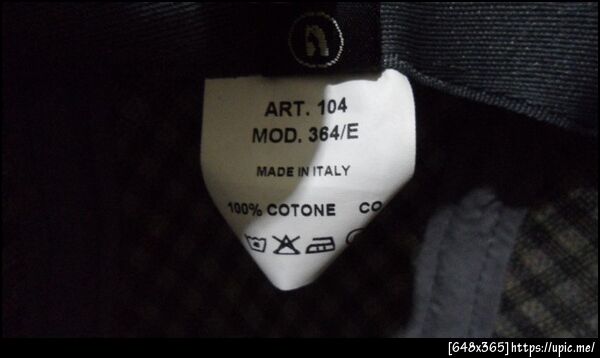 n
ART. 104
MOD. 364/E
MADE IN ITALY
100% COTONE CO
[648x365]https://upic.me/